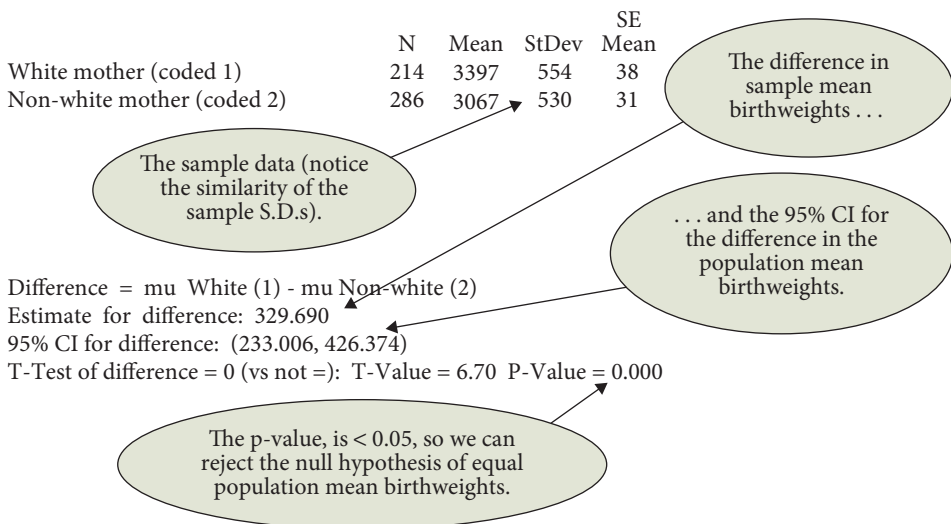 SE
N Mean StDev Mean
White mother (coded 1) 214 3397 554 38
Non-white mother (coded 2) 286 3067 530 31
The difference in
sample mean
birthweights . . .
The sample data (notice
the similarity of the
sample S.D.s).
. . . and the 95% CI for
the difference in the
population mean
birthweights.
Difference = mu White (1) - mu Non-white (2)
Estimate for difference: 329.690
95% CI for difference: (233.006, 426.374)
T-Test of difference = 0 (vs not =): T-Value = 6.70 P-Value = 0.000
The p-value, is < 0.05, so we can
reject the null hypothesis of equal
population mean birthweights.